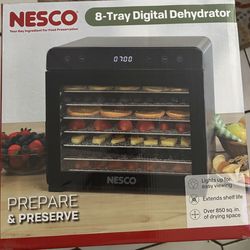 NESCO
Your Key Ingredient for Food Preservation
8-Tray Digital Dehydrator
07:00
NESCO
PREPARE
& PRESERVE
Lights up for
easy viewing
Extends shelf life
Over 850 sq. in.
of drying space